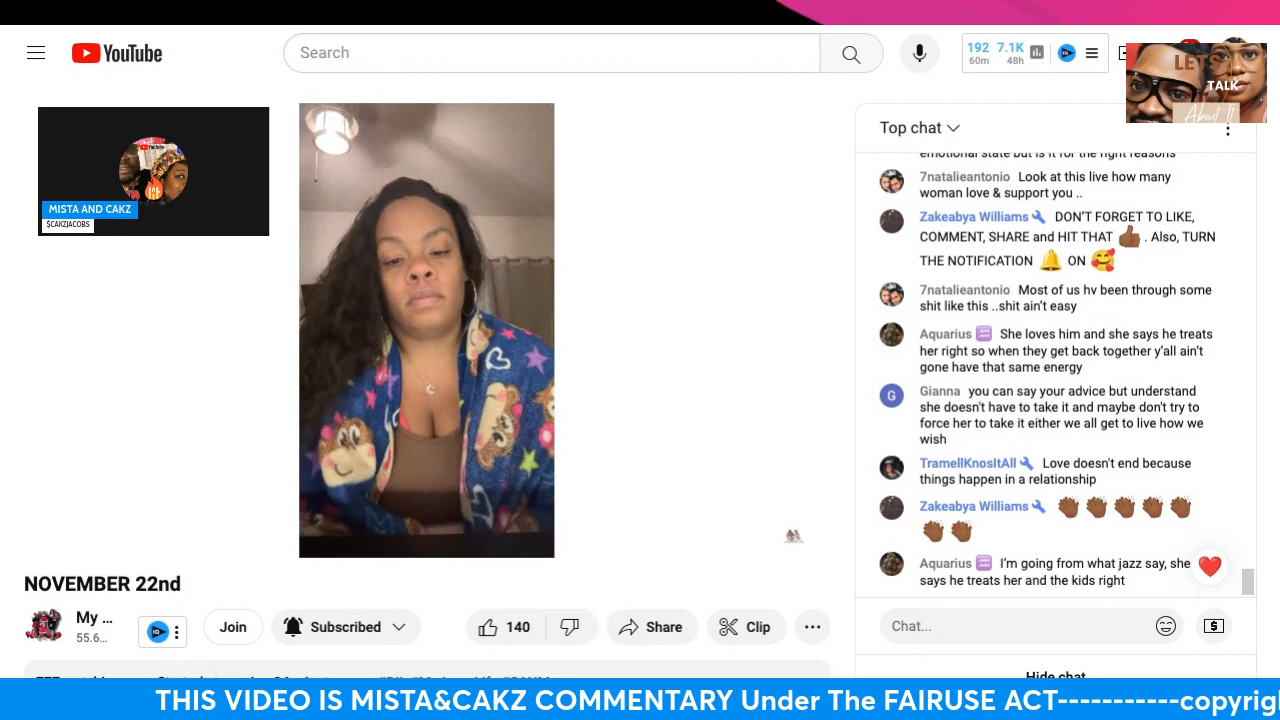 YouTube
Search
192 7.1K
60m 48h
LETS
TALK
About It
MISTA AND CAKZ
$CAKZJACOBS
Top chat
emotional state but is it for the right reasons
7natalieantonio Look at this live how many
woman love & support you ..
Zakeabya Williams DON'T FORGET TO LIKE,
COMMENT, SHARE and HIT THAT 👍🏾 . Also, TURN
THE NOTIFICATION 🔔 ON 🥰
7natalieantonio Most of us hv been through some
shit like this ..shit ain't easy
Aquarius ♒ She loves him and she says he treats
her right so when they get back together y'all ain't
gone have that same energy
G
Gianna you can say your advice but understand
she doesn't have to take it and maybe don't try to
force her to take it either we all get to live how we
wish
TramellKnosItAll Love doesn't end because
things happen in a relationship
Zakeabya Williams 👏🏾👏🏾👏🏾👏🏾👏🏾
👏🏾👏🏾
Aquarius ♒ I'm going from what jazz say, she
says he treats her and the kids right
NOVEMBER 22nd
My ...
55.6...
Join
Subscribed
140
Share
Clip
Chat...
Hide chat
THIS VIDEO IS MISTA&CAKZ COMMENTARY Under The FAIRUSE ACT-----------copyrig